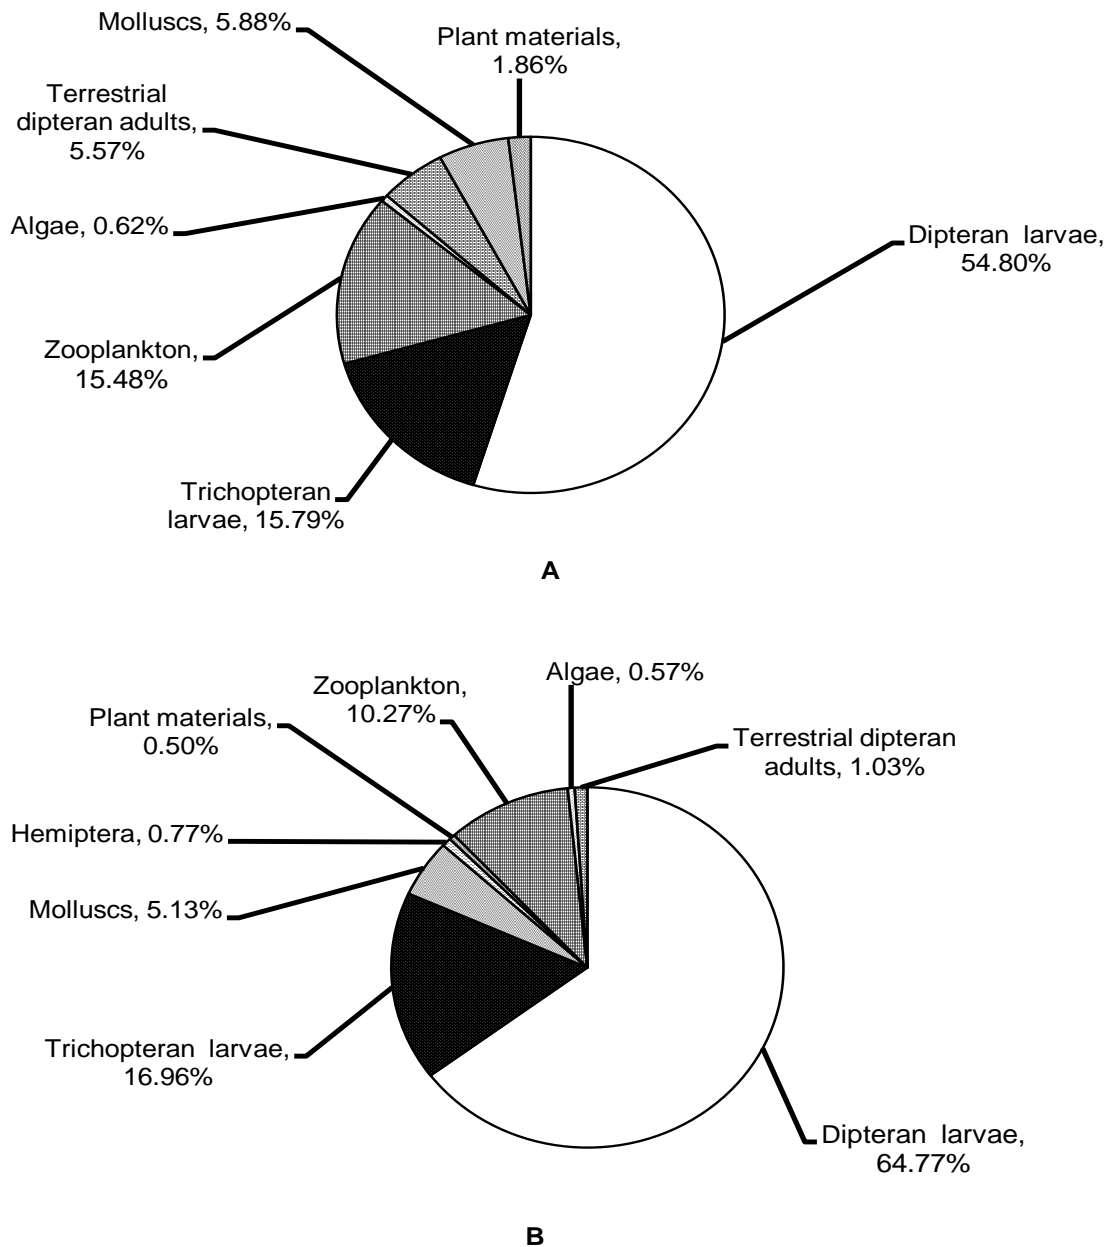 Molluscs, 5.88%
Plant materials,
1.86%
Terrestrial
dipteran adults,
5.57%
Algae, 0.62%
Dipteran larvae,
54.80%
Zooplankton,
15.48%
Trichopteran
larvae, 15.79%
A
Algae, 0.57%
Zooplankton,
10.27%
Plant materials,
0.50%
Terrestrial dipteran
adults, 1.03%
Hemiptera, 0.77%
Molluscs, 5.13%
Trichopteran larvae,
16.96%
Dipteran larvae,
64.77%
B